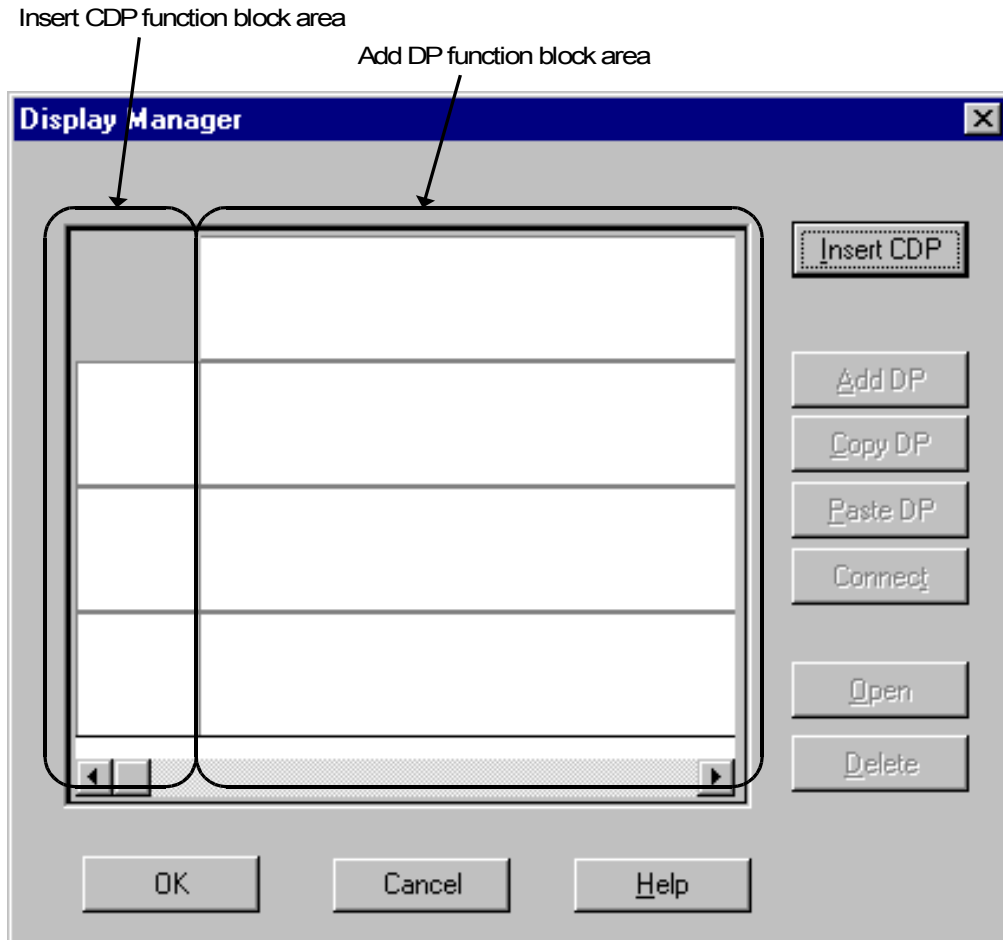 Insert CDP function block area
Add DP function block area
Display Manager
Insert CDP
Add DP
Copy DP
Paste DP
Connect
Open
Delete
OK
Cancel
Help